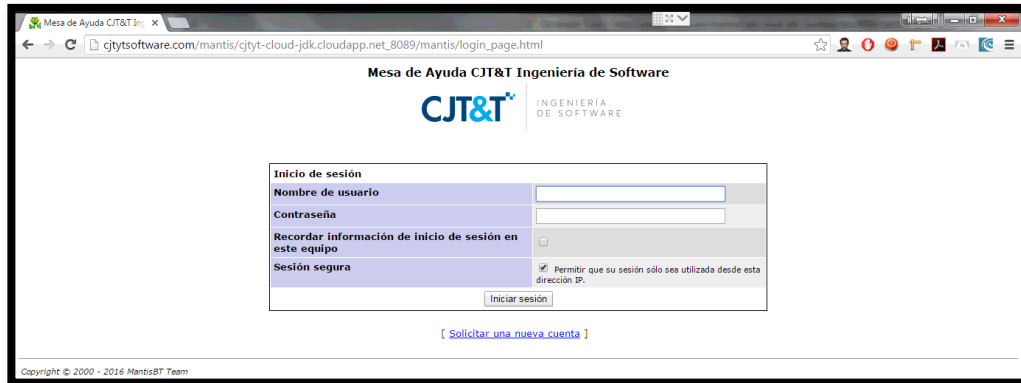 Mesa de Ayuda CJT&T Ing
cjtytsoftware.com/mantis/cjtyt-cloud-jdk.cloudapp.net_8089/mantis/login_page.html
Mesa de Ayuda CJT&T Ingeniería de Software
CJT&T
INGENIERÍA
DE SOFTWARE
Inicio de sesión
Nombre de usuario
Contraseña
Recordar información de inicio de sesión en
este equipo
Sesión segura
Permitir que su sesión sólo sea utilizada desde esta
dirección IP.
Iniciar sesión
[ Solicitar una nueva cuenta ]
Copyright © 2000 - 2016 MantisBT Team